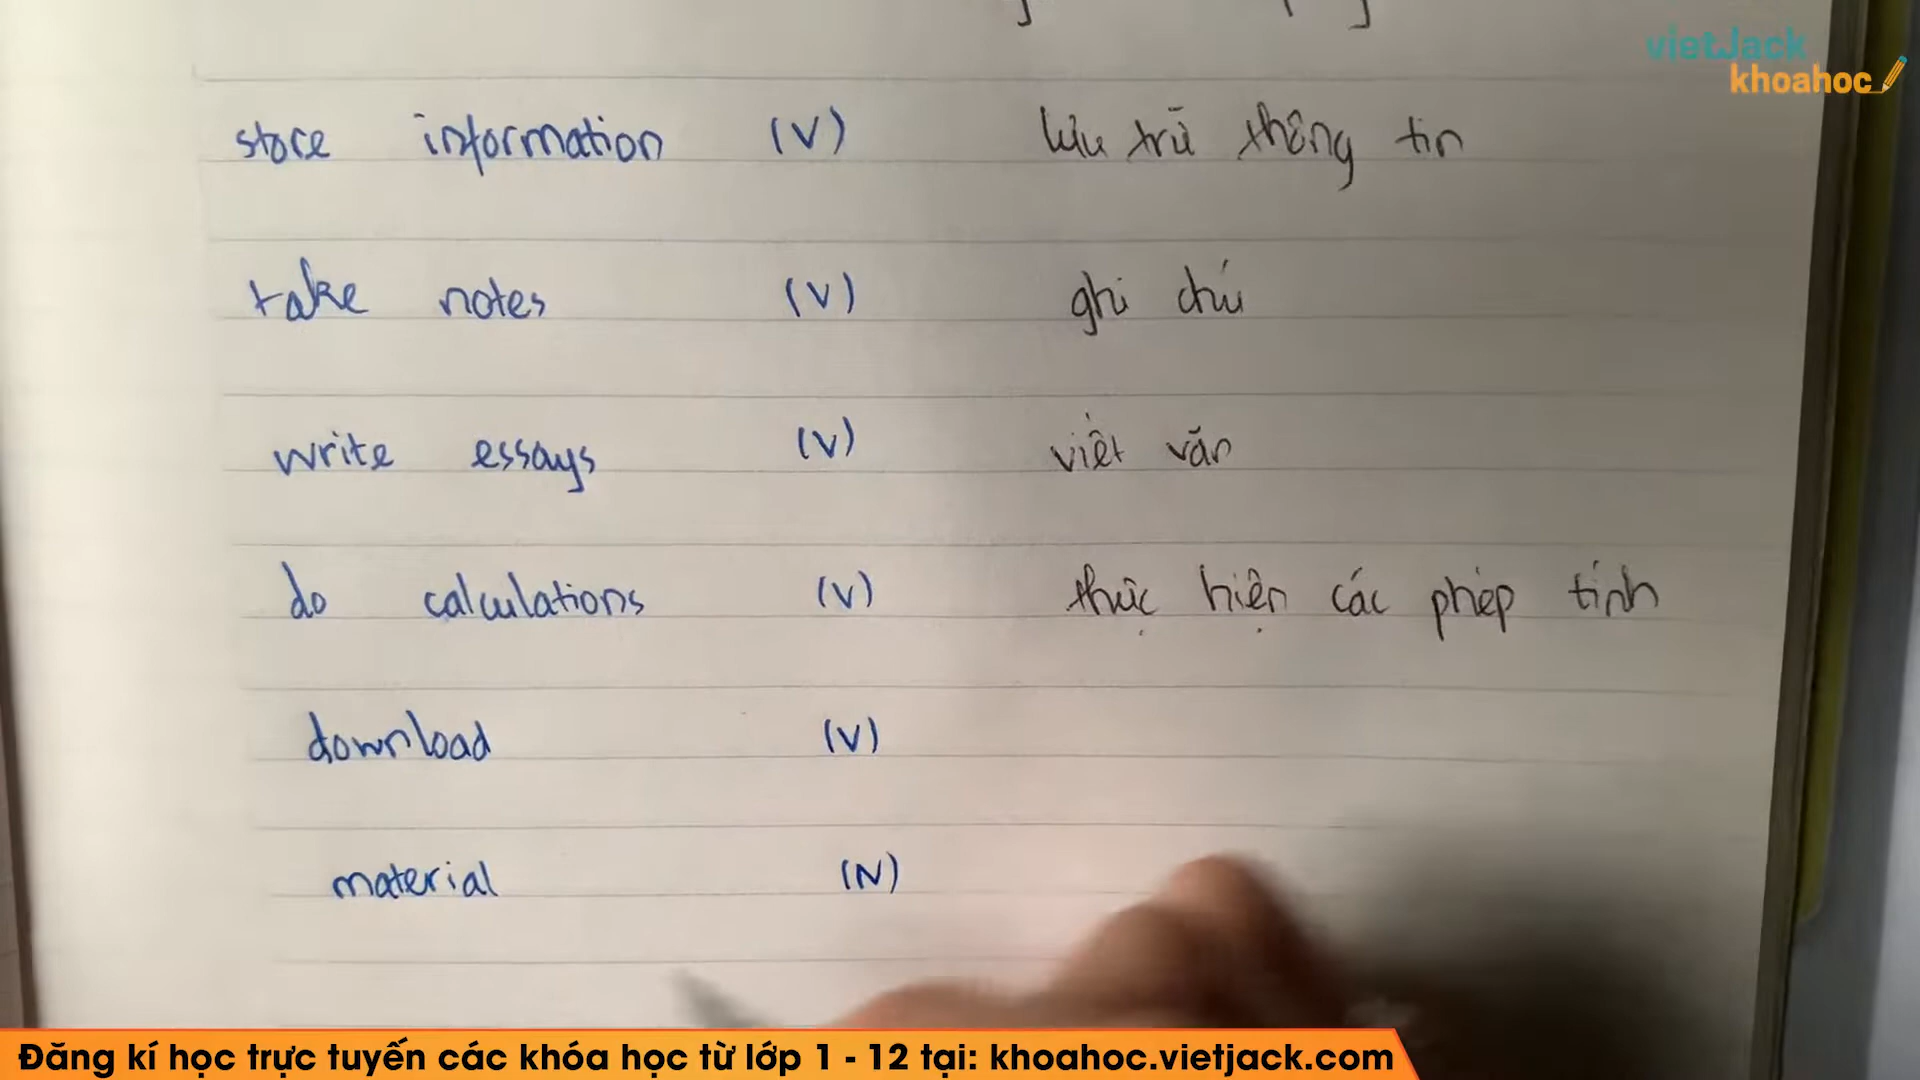 vietJack
khoahoc
store information (V) lưu trữ thông tin
take notes (V) ghi chú
write essays (V) viết văn
do calculations (V) thực hiện các phép tính
download (V)
material (N)
Đăng kí học trực tuyến các khóa học từ lớp 1 - 12 tại: khoahoc.vietjack.com